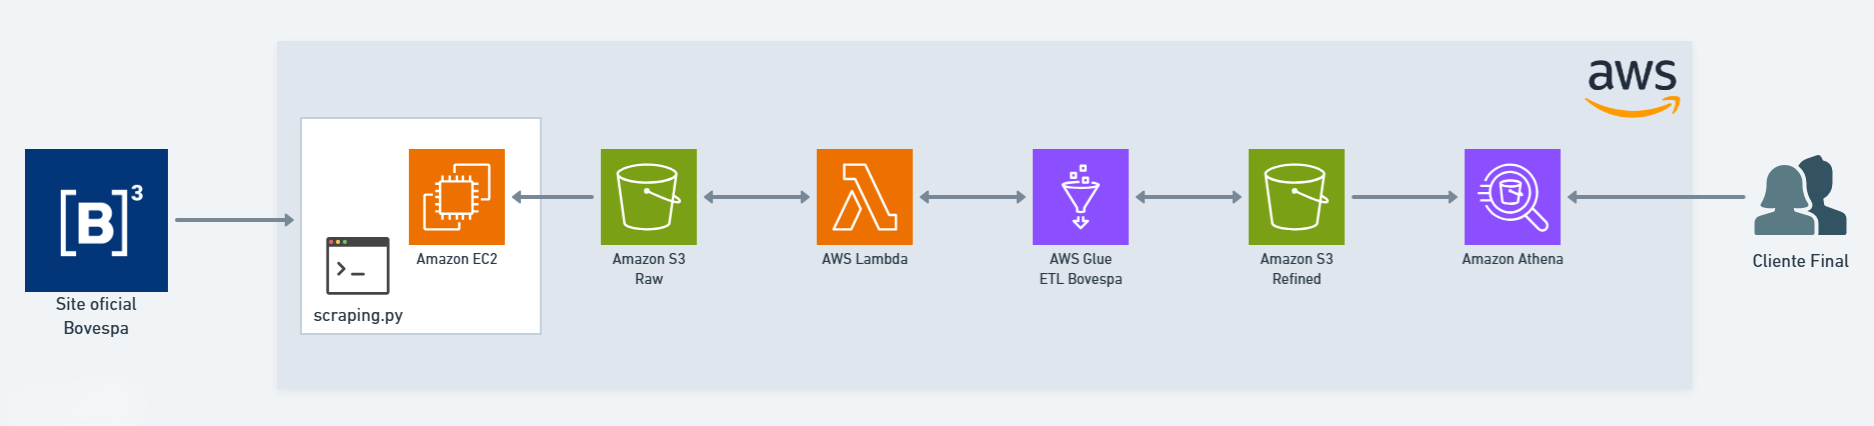 aws
[B]³
Site oficial
Bovespa
Amazon EC2
>_
scraping.py
Amazon S3
Raw
AWS Lambda
AWS Glue
ETL Bovespa
Amazon S3
Refined
Amazon Athena
Cliente Final